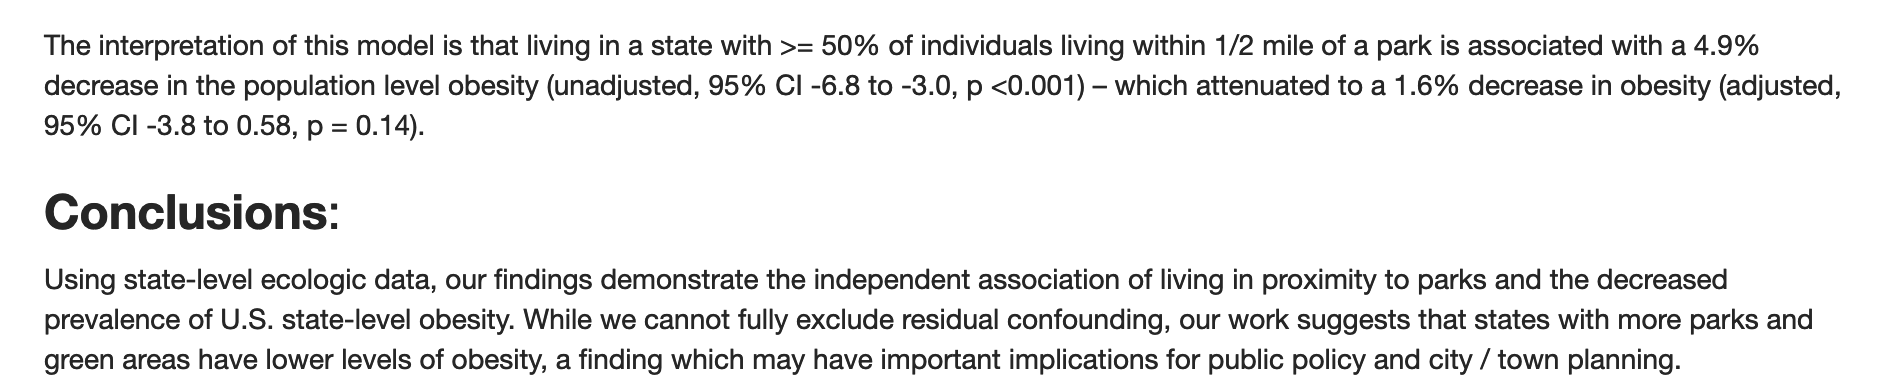 The interpretation of this model is that living in a state with >= 50% of individuals living within 1/2 mile of a park is associated with a 4.9%
decrease in the population level obesity (unadjusted, 95% CI -6.8 to -3.0, p <0.001) – which attenuated to a 1.6% decrease in obesity (adjusted,
95% CI -3.8 to 0.58, p = 0.14).
Conclusions:
Using state-level ecologic data, our findings demonstrate the independent association of living in proximity to parks and the decreased
prevalence of U.S. state-level obesity. While we cannot fully exclude residual confounding, our work suggests that states with more parks and
green areas have lower levels of obesity, a finding which may have important implications for public policy and city / town planning.